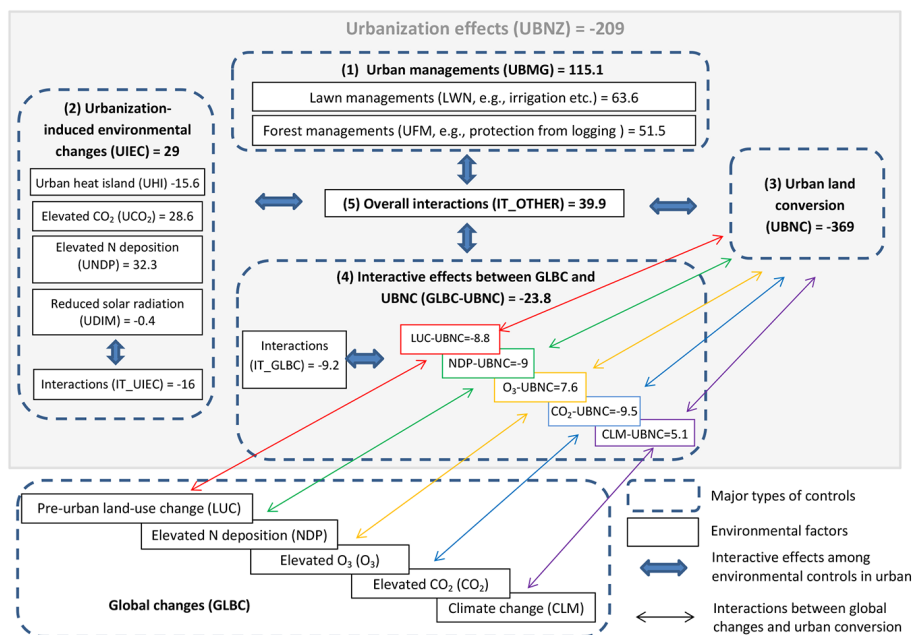 Urbanization effects (UBNZ) = -209
(1) Urban managements (UBMG) = 115.1
Lawn managements (LWN, e.g., irrigation etc.) = 63.6
Forest managements (UFM, e.g., protection from logging ) = 51.5
(2) Urbanization-
induced environmental
changes (UIEC) = 29
Urban heat island (UHI) -15.6
Elevated CO₂ (UCO₂) = 28.6
Elevated N deposition
(UNDP) = 32.3
Reduced solar radiation
(UDIM) = -0.4
Interactions (IT_UIEC) = -16
(5) Overall interactions (IT_OTHER) = 39.9
(3) Urban land
conversion
(UBNC) = -369
(4) Interactive effects between GLBC and
UBNC (GLBC-UBNC) = -23.8
Interactions
(IT_GLBC) = -9.2
LUC-UBNC=-8.8
NDP-UBNC=-9
O₃-UBNC=7.6
CO₂-UBNC=-9.5
CLM-UBNC=5.1
Pre-urban land-use change (LUC)
Elevated N deposition (NDP)
Elevated O₃ (O₃)
Elevated CO₂ (CO₂)
Climate change (CLM)
Global changes (GLBC)
Major types of controls
Environmental factors
Interactive effects among
environmental controls in urban
Interactions between global
changes and urban conversion